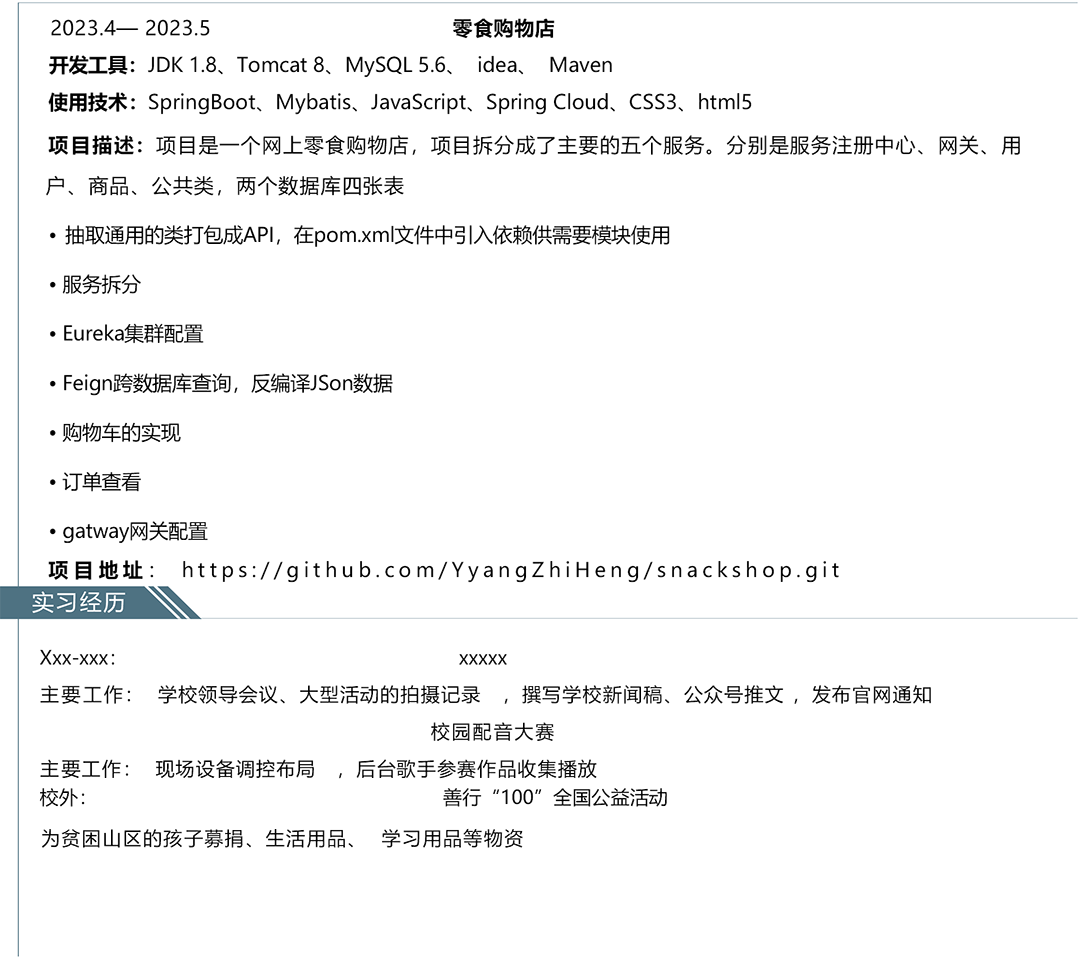 2023.4— 2023.5 零食购物店
开发工具：JDK 1.8、Tomcat 8、MySQL 5.6、 idea、 Maven
使用技术：SpringBoot、Mybatis、JavaScript、Spring Cloud、CSS3、html5
项目描述：项目是一个网上零食购物店，项目拆分成了主要的五个服务。分别是服务注册中心、网关、用
户、商品、公共类，两个数据库四张表
• 抽取通用的类打包成API，在pom.xml文件中引入依赖供需要模块使用
• 服务拆分
• Eureka集群配置
• Feign跨数据库查询，反编译JSon数据
• 购物车的实现
• 订单查看
• gatway网关配置
项目地址： https://github.com/YyangZhiHeng/snackshop.git
实习经历
Xxx-xxx： xxxxx
主要工作： 学校领导会议、大型活动的拍摄记录 ，撰写学校新闻稿、公众号推文 ，发布官网通知
校园配音大赛
主要工作： 现场设备调控布局 ，后台歌手参赛作品收集播放
校外： 善行“100”全国公益活动
为贫困山区的孩子募捐、生活用品、 学习用品等物资